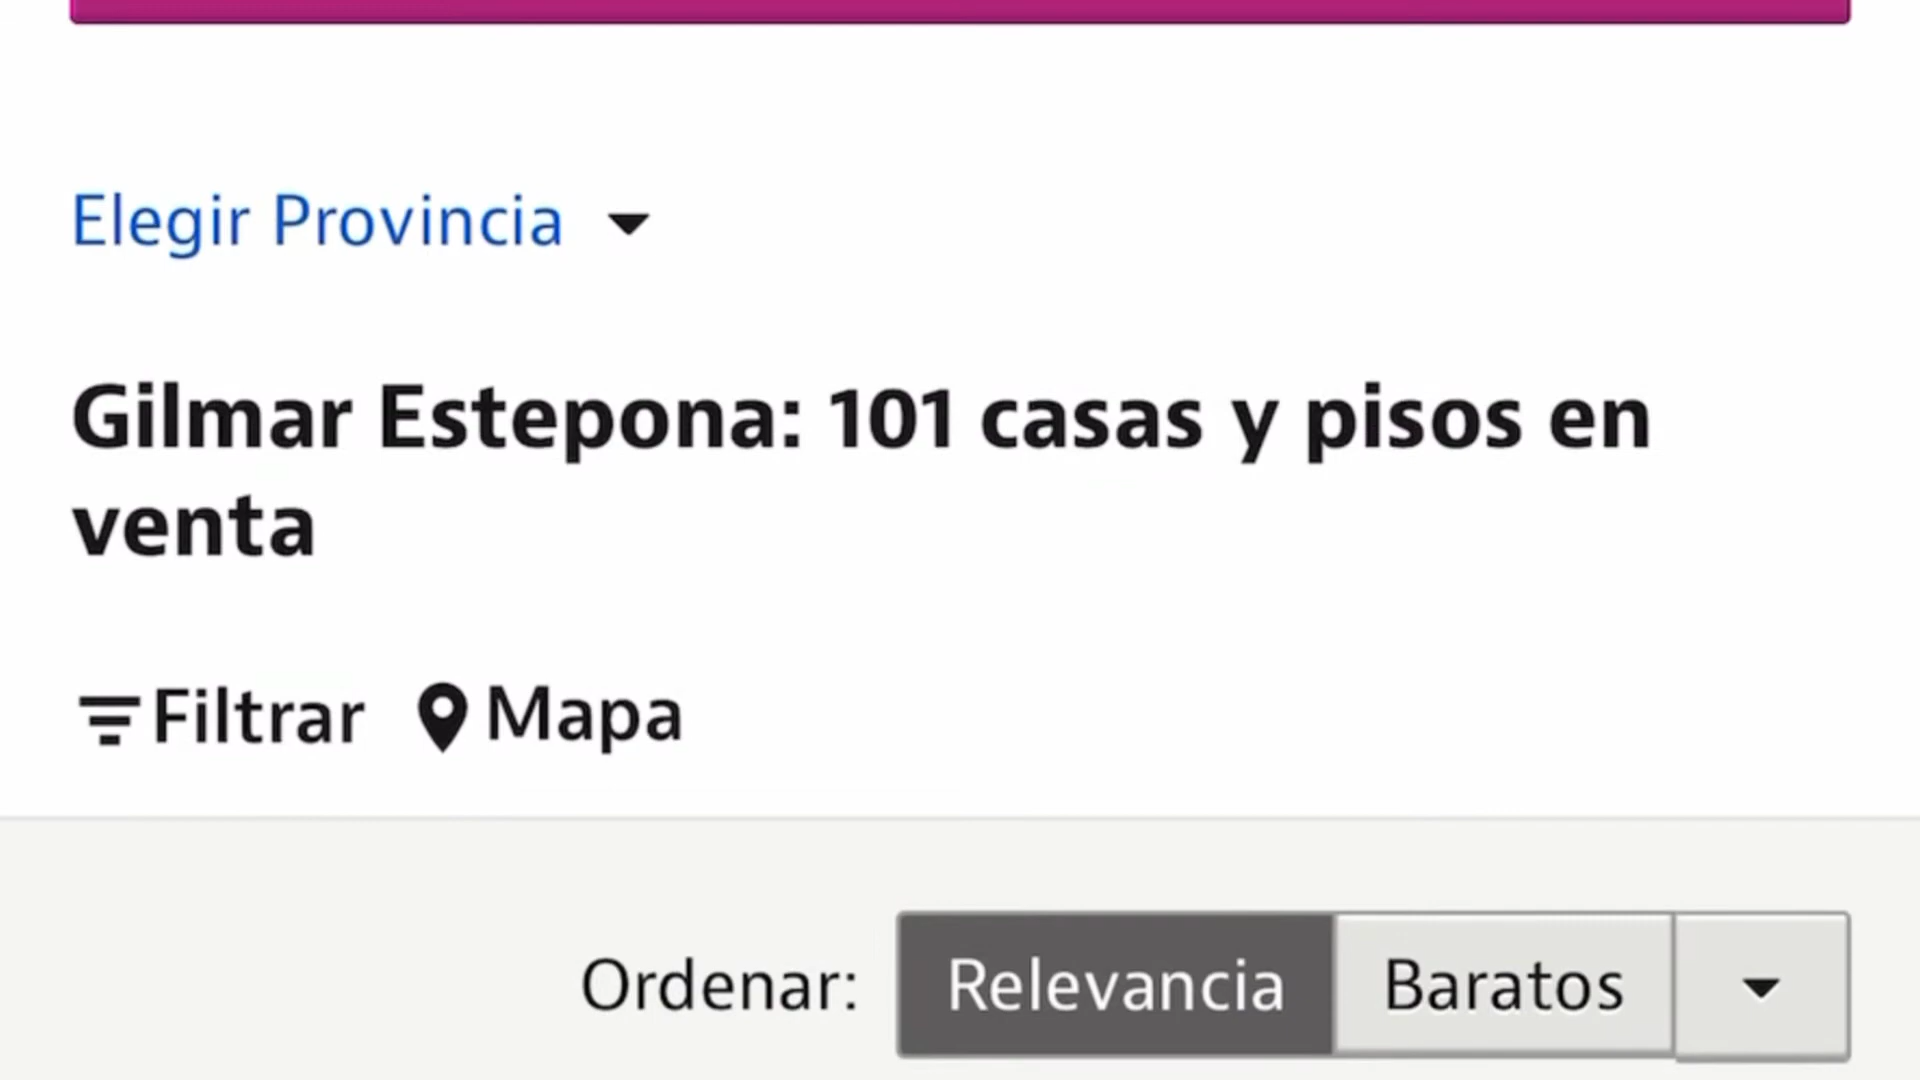 Elegir Provincia
Gilmar Estepona: 101 casas y pisos en
venta
Filtrar Mapa
Ordenar: Relevancia Baratos